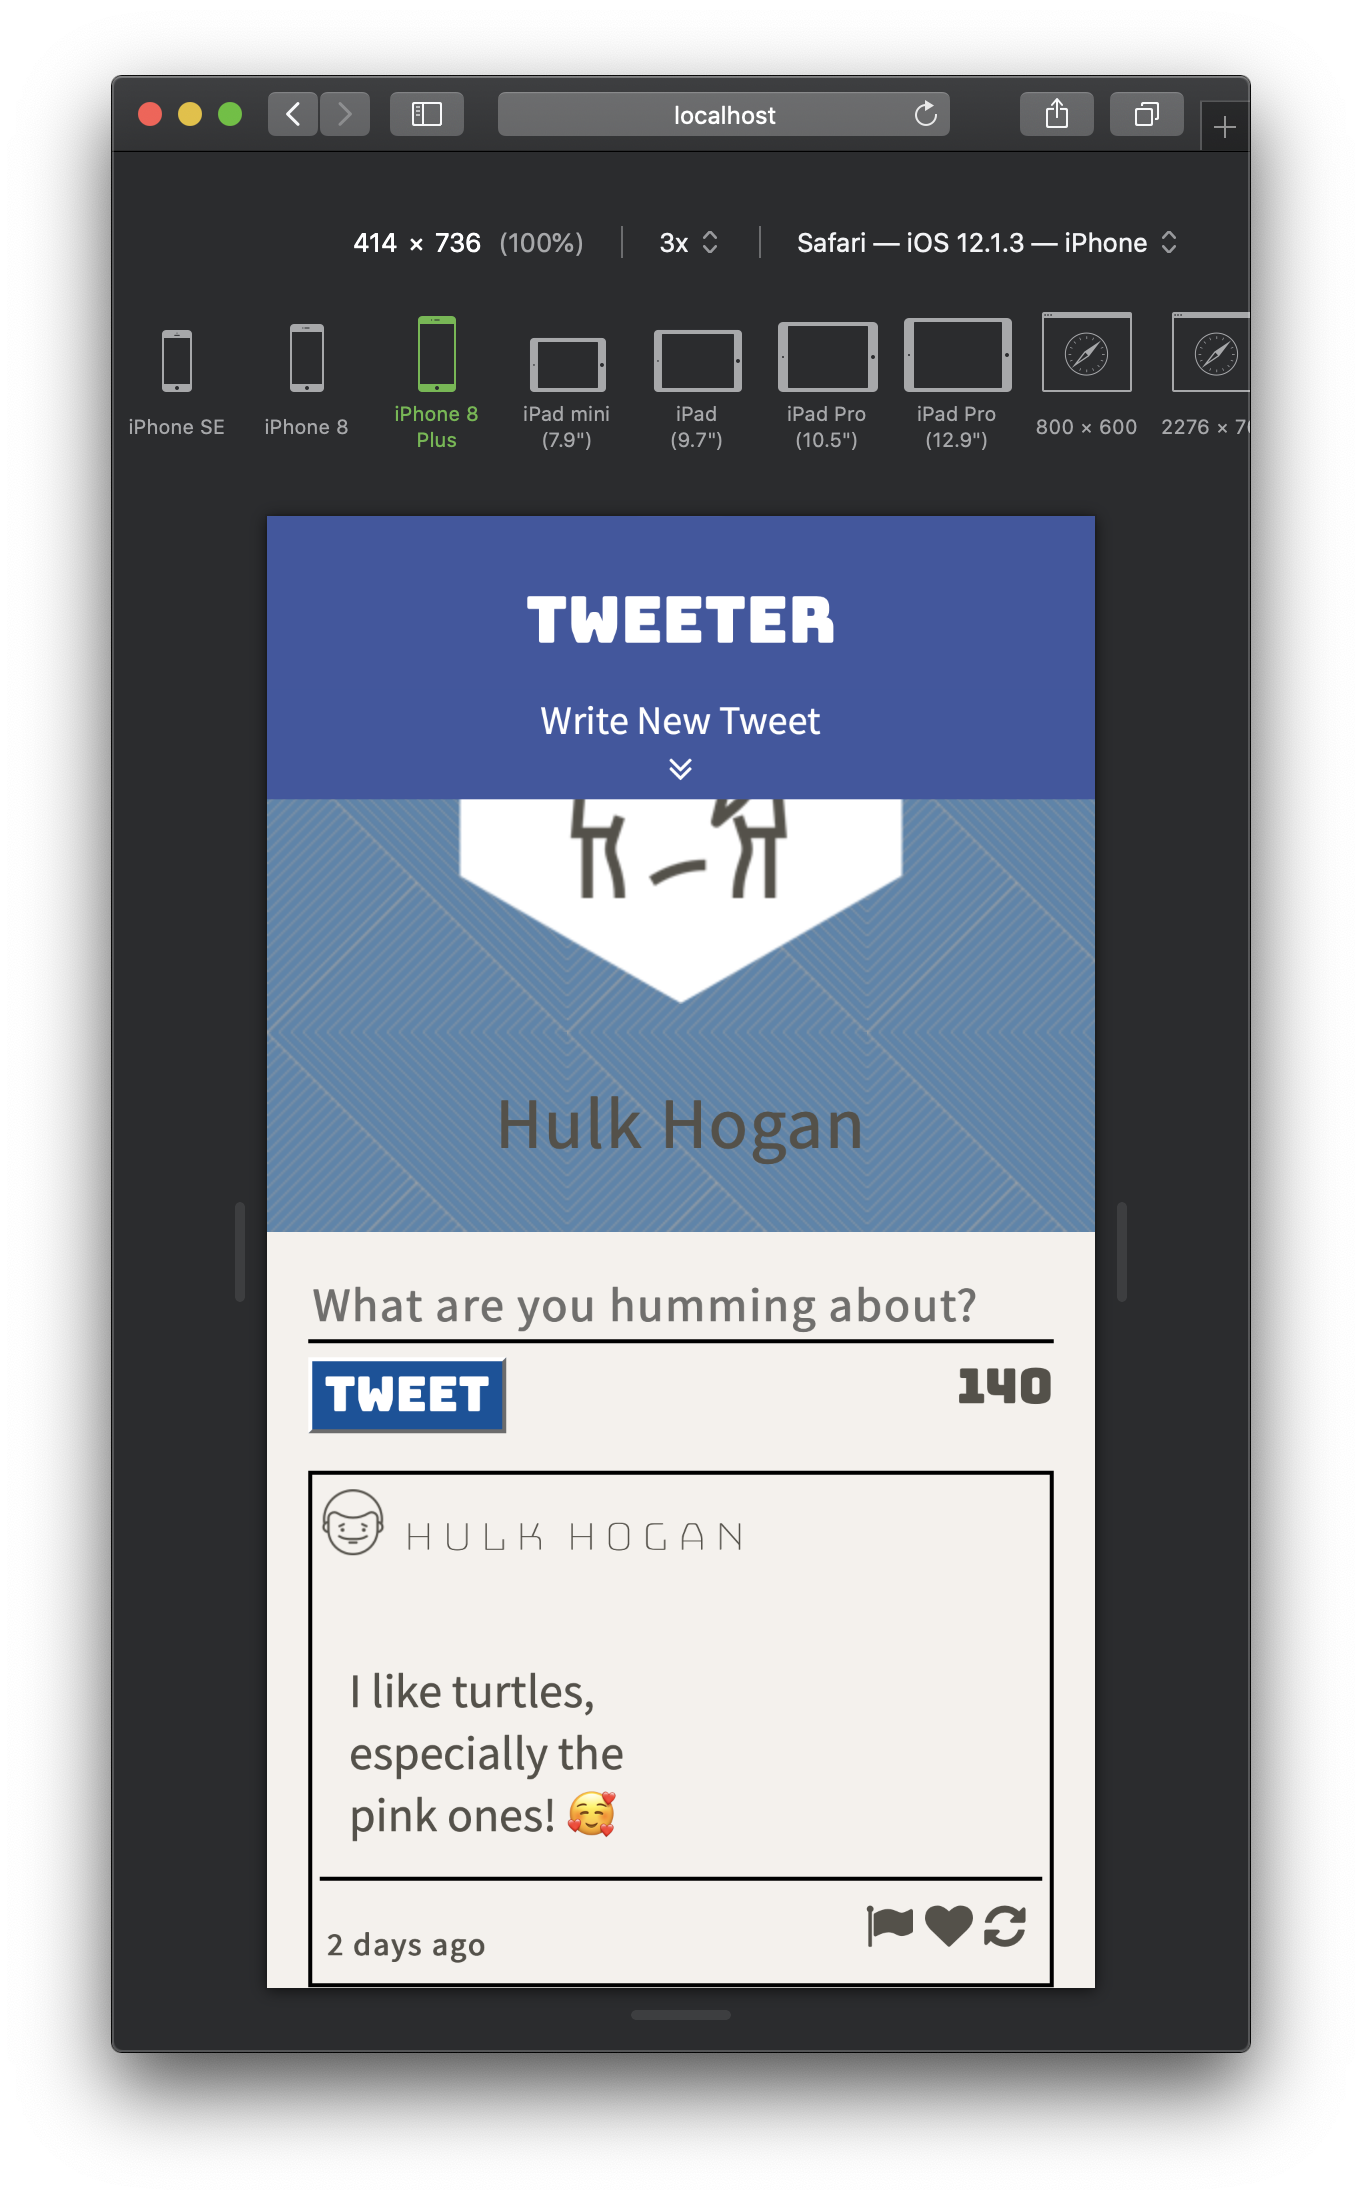 localhost
414 × 736 (100%) 3x Safari — iOS 12.1.3 — iPhone
iPhone SE
iPhone 8
iPhone 8
Plus
iPad mini
(7.9")
iPad
(9.7")
iPad Pro
(10.5")
iPad Pro
(12.9")
800 × 600
2276 ×
TWEETER
Write New Tweet
Hulk Hogan
What are you humming about?
TWEET
140
HULK HOGAN
I like turtles,
especially the
pink ones! 🥰
2 days ago